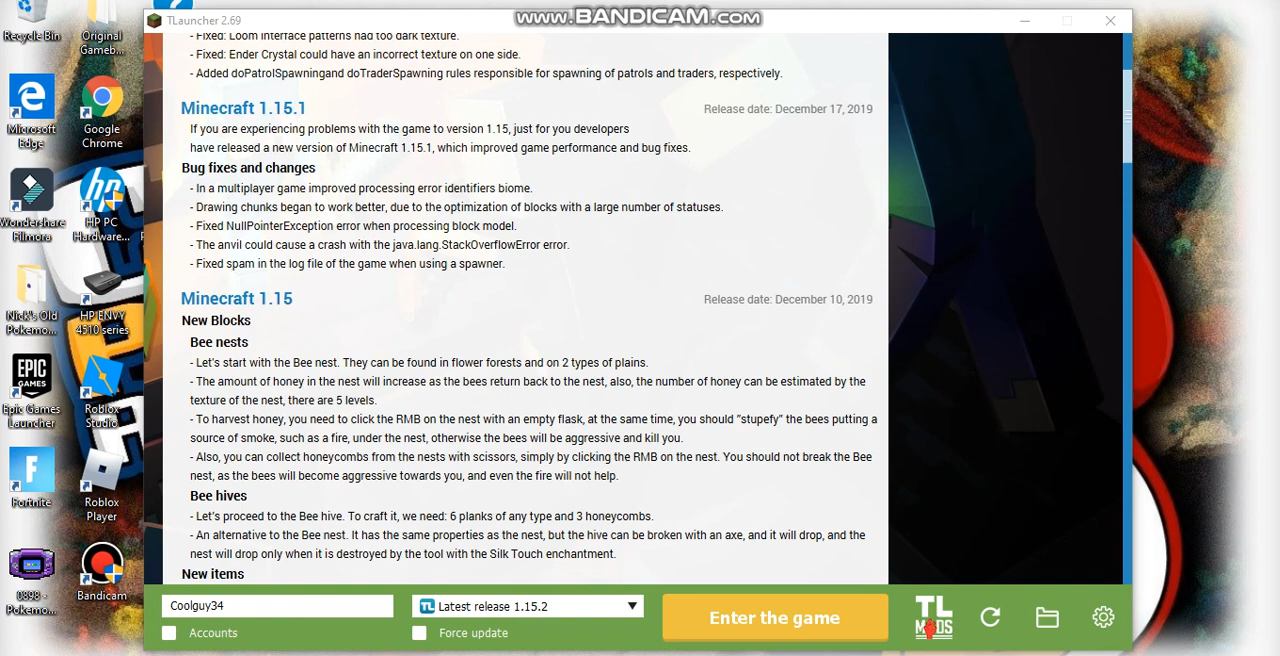 www.BANDICAM.com
TLauncher 2.69
- Fixed: Loom interface patterns had too dark texture.
- Fixed: Ender Crystal could have an incorrect texture on one side.
- Added doPatrolSpawningand doTraderSpawning rules responsible for spawning of patrols and traders, respectively.
Minecraft 1.15.1
Release date: December 17, 2019
If you are experiencing problems with the game to version 1.15, just for you developers
have released a new version of Minecraft 1.15.1, which improved game performance and bug fixes.
Bug fixes and changes
- In a multiplayer game improved processing error identifiers biome.
- Drawing chunks began to work better, due to the optimization of blocks with a large number of statuses.
- Fixed NullPointerException error when processing block model.
- The anvil could cause a crash with the java.lang.StackOverflowError error.
- Fixed spam in the log file of the game when using a spawner.
Minecraft 1.15
Release date: December 10, 2019
New Blocks
Bee nests
- Let's start with the Bee nest. They can be found in flower forests and on 2 types of plains.
- The amount of honey in the nest will increase as the bees return back to the nest, also, the number of honey can be estimated by the
texture of the nest, there are 5 levels.
- To harvest honey, you need to click the RMB on the nest with an empty flask, at the same time, you should "stupefy" the bees putting a
source of smoke, such as a fire, under the nest, otherwise the bees will be aggressive and kill you.
- Also, you can collect honeycombs from the nests with scissors, simply by clicking the RMB on the nest. You should not break the Bee
nest, as the bees will become aggressive towards you, and even the fire will not help.
Bee hives
- Let's proceed to the Bee hive. To craft it, we need: 6 planks of any type and 3 honeycombs.
- An alternative to the Bee nest. It has the same properties as the nest, but the hive can be broken with an axe, and it will drop, and the
nest will drop only when it is destroyed by the tool with the Silk Touch enchantment.
New items
Coolguy34
TL Latest release 1.15.2
Enter the game
TL
MODS
Accounts
Force update
Recycle Bin
Original
Gameb...
Microsoft
Edge
Google
Chrome
Wondershare
Filmora
hp
HP PC
Hardware...
Nick's Old
Pokemo...
HP ENVY
4510 series
EPIC
GAMES
Epic Games
Launcher
Roblox
Studio
Fortnite
Roblox
Player
0898 -
Pokemo...
Bandicam